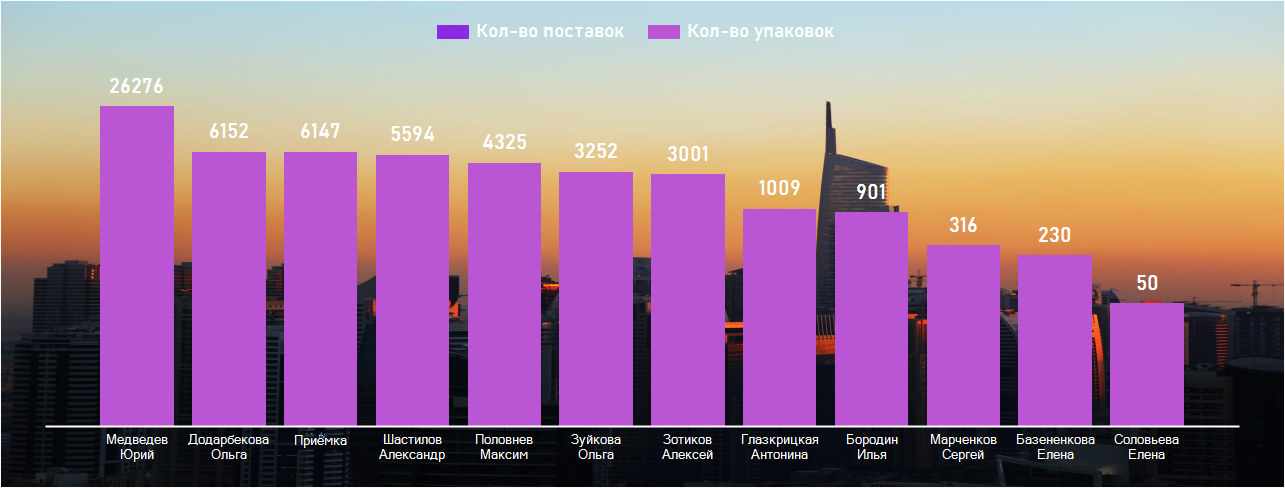 Кол-во поставок Кол-во упаковок
26276
6152
6147
5594
4325
3252
3001
1009
901
316
230
50
Медведев
Юрий
Додарбекова
Ольга
Приёмка
Шастилов
Александр
Половнев
Максим
Зуйкова
Ольга
Зотиков
Алексей
Глазкрицкая
Антонина
Бородин
Илья
Марченков
Сергей
Базененкова
Елена
Соловьева
Елена